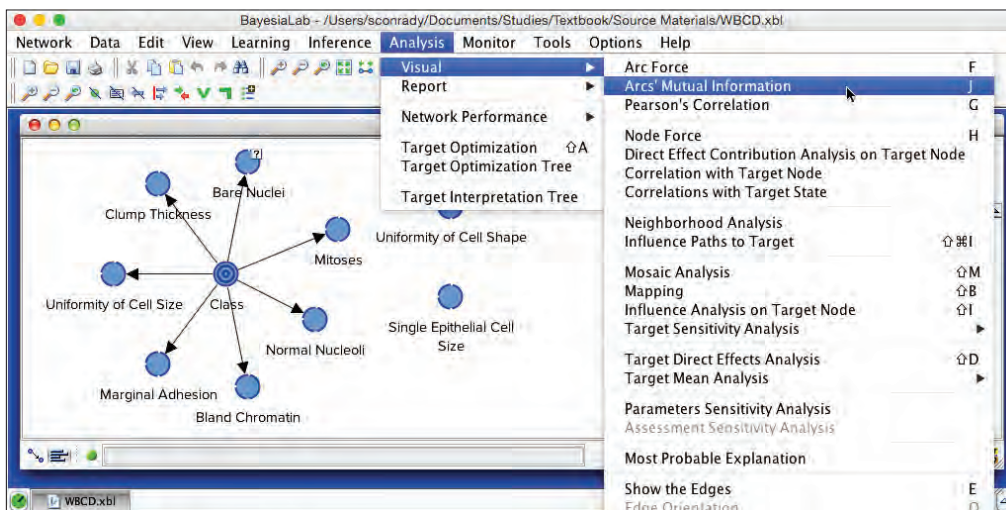 BayesiaLab - /Users/sconrady/Documents/Studies/Textbook/Source Materials/WBCD.xbl
Network Data Edit View Learning Inference Analysis Monitor Tools Options Help
Visual
Report
Network Performance
Target Optimization ⇧A
Target Optimization Tree
Target Interpretation Tree
Arc Force F
Arcs' Mutual Information J
Pearson's Correlation G
Node Force H
Direct Effect Contribution Analysis on Target Node
Correlation with Target Node
Correlations with Target State
Neighborhood Analysis
Influence Paths to Target ⇧⌘I
Mosaic Analysis ⇧M
Mapping ⇧B
Influence Analysis on Target Node ⇧I
Target Sensitivity Analysis
Target Direct Effects Analysis ⇧D
Target Mean Analysis
Parameters Sensitivity Analysis
Assessment Sensitivity Analysis
Most Probable Explanation
Show the Edges E
Edge Orientation
?
Bare Nuclei
Clump Thickness
Mitoses
Uniformity of Cell Shape
Uniformity of Cell Size
Class
Normal Nucleoli
Single Epithelial Cell
Size
Marginal Adhesion
Bland Chromatin
WBCD.xbl